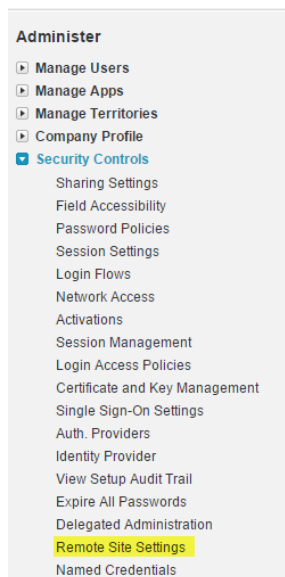 Administer
Manage Users
Manage Apps
Manage Territories
Company Profile
Security Controls
Sharing Settings
Field Accessibility
Password Policies
Session Settings
Login Flows
Network Access
Activations
Session Management
Login Access Policies
Certificate and Key Management
Single Sign-On Settings
Auth. Providers
Identity Provider
View Setup Audit Trail
Expire All Passwords
Delegated Administration
Remote Site Settings
Named Credentials